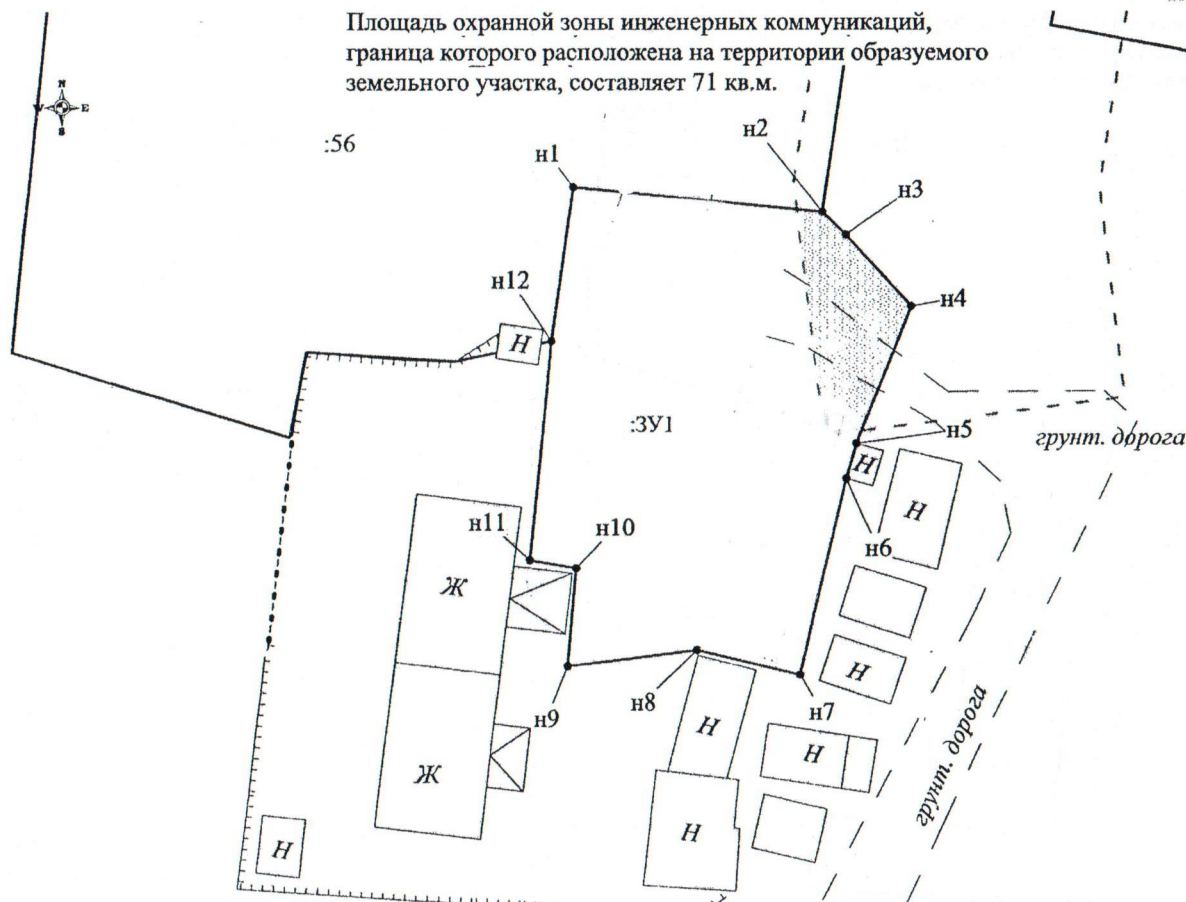 Площадь охранной зоны инженерных коммуникаций,
граница которого расположена на территории образуемого
земельного участка, составляет 71 кв.м.
N
W E
S
:56
н1
н2
н3
н12
Н
н4
:ЗУ1
н5
грунт. дорога
Н
Н
н11
н10
н6
Ж
Н
н9
н8
н7
Н
Н
грунт. дорога
Ж
Н
Н